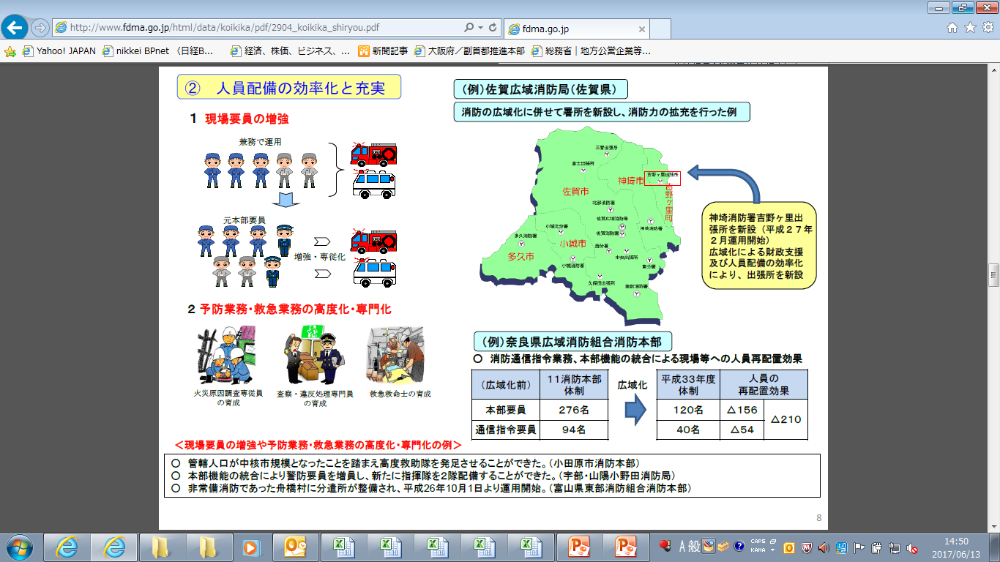 http://www.fdma.go.jp/html/data/koikika/pdf/2904_koikika_shiryou.pdf
fdma.go.jp
Yahoo! JAPAN
nikkei BPnet 〈日経B...
経済、株価、ビジネス、...
新聞記事
大阪府／副首都推進本部
総務省｜地方公営企業等...
② 人員配備の効率化と充実
1 現場要員の増強
兼務で運用
元本部要員
増強・専従化
2 予防業務・救急業務の高度化・専門化
火災原因調査専従員
の育成
査察・違反処理専門員
の育成
救急救命士の育成
（例）佐賀広域消防局（佐賀県）
消防の広域化に併せて署所を新設し、消防力の拡充を行った例
三瀬出張所
富士出張所
吉野ヶ里出張所
神埼市
吉野ヶ里町
佐賀市
北部消防署
佐賀広域消防局
佐賀消防署
神埼消防署
小城北分署
多久消防署
小城市
西分署
多久市
中央出張所
小城消防署
東分署
久保田出張所
南部消防署
神埼消防署吉野ヶ里出
張所を新設（平成２７年
２月運用開始）
広域化による財政支援
及び人員配備の効率化
により、出張所を新設
（例）奈良県広域消防組合消防本部
〇 消防通信指令業務、本部機能の統合による現場等への人員再配置効果
（広域化前） 11消防本部体制 広域化 平成33年度体制 人員の再配置効果
本部要員 276名 120名 △156 △210
通信指令要員 94名 40名 △54
＜現場要員の増強や予防業務・救急業務の高度化・専門化の例＞
〇 管轄人口が中核市規模となったことを踏まえ高度救助隊を発足させることができた。（小田原市消防本部）
〇 本部機能の統合により警防要員を増員し、新たに指揮隊を２隊配備することができた。（宇部・山陽小野田消防局）
〇 非常備消防であった舟橋村に分遣所が整備され、平成26年10月1日より運用開始。（富山県東部消防組合消防本部）
8
A 般
CAPS
KANA
14:50
2017/06/13